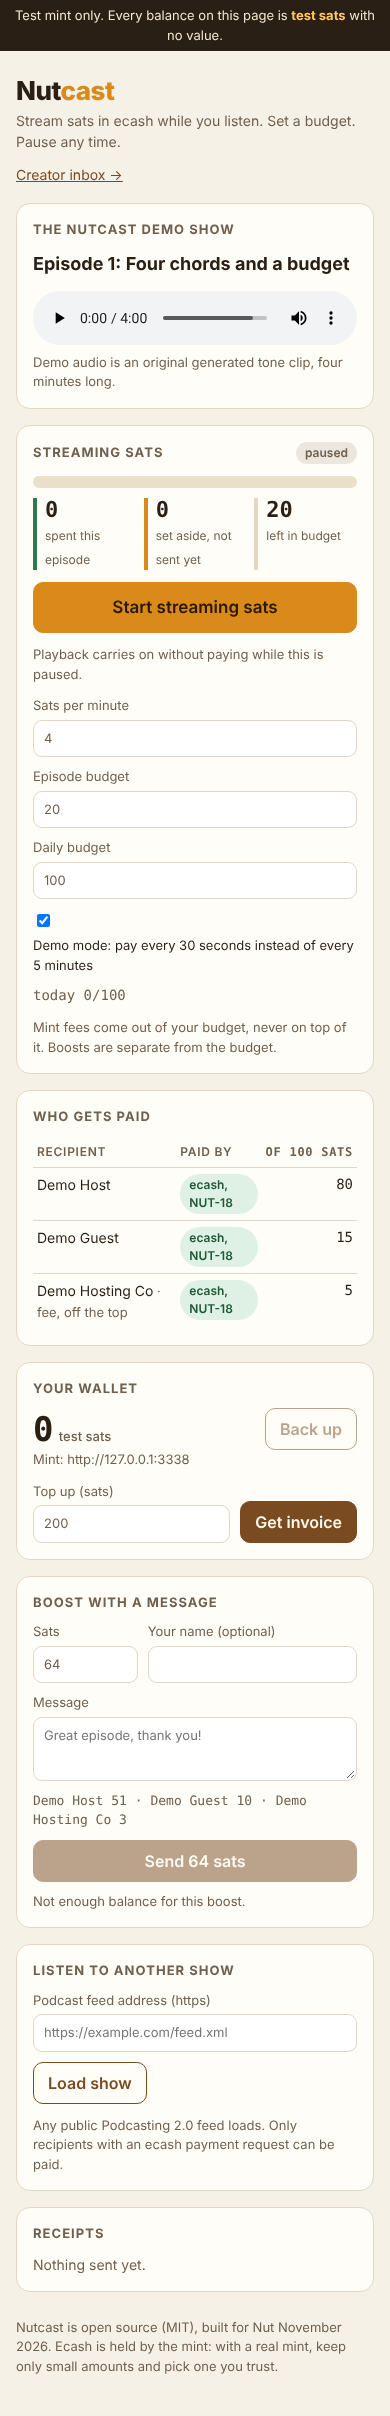 Test mint only. Every balance on this page is test sats with
no value.
Nutcast
Stream sats in ecash while you listen. Set a budget.
Pause any time.
Creator inbox →
THE NUTCAST DEMO SHOW
Episode 1: Four chords and a budget
0:00 / 4:00
Demo audio is an original generated tone clip, four
minutes long.
STREAMING SATS
paused
0
spent this
episode
0
set aside, not
sent yet
20
left in budget
Start streaming sats
Playback carries on without paying while this is
paused.
Sats per minute
4
Episode budget
20
Daily budget
100
Demo mode: pay every 30 seconds instead of every
5 minutes
today 0/100
Mint fees come out of your budget, never on top of
it. Boosts are separate from the budget.
WHO GETS PAID
RECIPIENT PAID BY OF 100 SATS
Demo Host ecash, NUT-18 80
Demo Guest ecash, NUT-18 15
Demo Hosting Co · fee, off the top ecash, NUT-18 5
YOUR WALLET
0 test sats
Back up
Mint: http://127.0.0.1:3338
Top up (sats)
200
Get invoice
BOOST WITH A MESSAGE
Sats
Your name (optional)
64
Message
Great episode, thank you!
Demo Host 51 · Demo Guest 10 · Demo
Hosting Co 3
Send 64 sats
Not enough balance for this boost.
LISTEN TO ANOTHER SHOW
Podcast feed address (https)
https://example.com/feed.xml
Load show
Any public Podcasting 2.0 feed loads. Only
recipients with an ecash payment request can be
paid.
RECEIPTS
Nothing sent yet.
Nutcast is open source (MIT), built for Nut November
2026. Ecash is held by the mint: with a real mint, keep
only small amounts and pick one you trust.